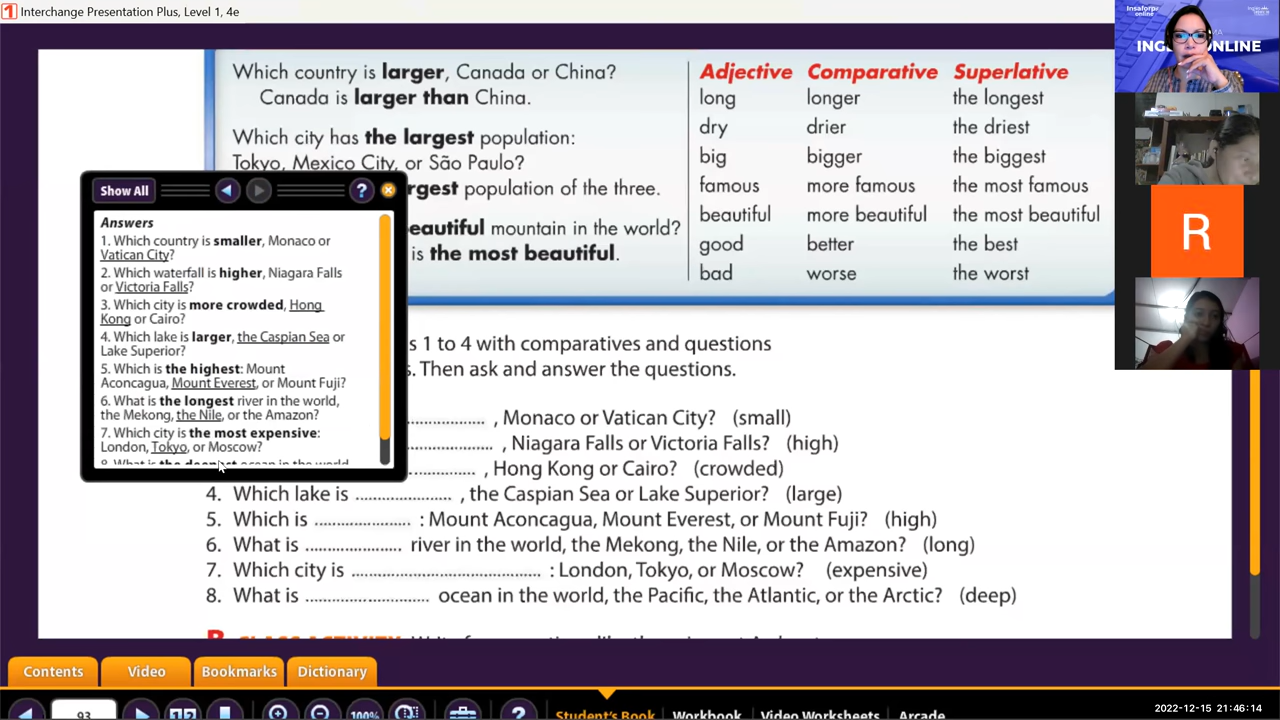 Interchange Presentation Plus, Level 1, 4e
Insaforp
online
INGLÉS ONLINE
R
Which country is larger, Canada or China?
Canada is larger than China.
Which city has the largest population:
Tokyo, Mexico City, or São Paulo?
rgest population of the three.
eautiful mountain in the world?
is the most beautiful.
Adjective Comparative Superlative
long longer the longest
dry drier the driest
big bigger the biggest
famous more famous the most famous
beautiful more beautiful the most beautiful
good better the best
bad worse the worst
Show All ?
Answers
1. Which country is smaller, Monaco or
Vatican City?
2. Which waterfall is higher, Niagara Falls
or Victoria Falls?
3. Which city is more crowded, Hong
Kong or Cairo?
4. Which lake is larger, the Caspian Sea or
Lake Superior?
5. Which is the highest: Mount
Aconcagua, Mount Everest, or Mount Fuji?
6. What is the longest river in the world,
the Mekong, the Nile, or the Amazon?
7. Which city is the most expensive:
London, Tokyo, or Moscow?
8. What is the deepest ocean in the world
s 1 to 4 with comparatives and questions
s. Then ask and answer the questions.
.................... , Monaco or Vatican City? (small)
...................... , Niagara Falls or Victoria Falls? (high)
.................. , Hong Kong or Cairo? (crowded)
4. Which lake is ...................... , the Caspian Sea or Lake Superior? (large)
5. Which is ...................... : Mount Aconcagua, Mount Everest, or Mount Fuji? (high)
6. What is ...................... river in the world, the Mekong, the Nile, or the Amazon? (long)
7. Which city is ........................................... : London, Tokyo, or Moscow? (expensive)
8. What is ............................ ocean in the world, the Pacific, the Atlantic, or the Arctic? (deep)
B CLASS ACTIVITY
Contents Video Bookmarks Dictionary
93 100% ? Student's Book Workbook Video Worksheets Arcade
2022-12-15 21:46:14